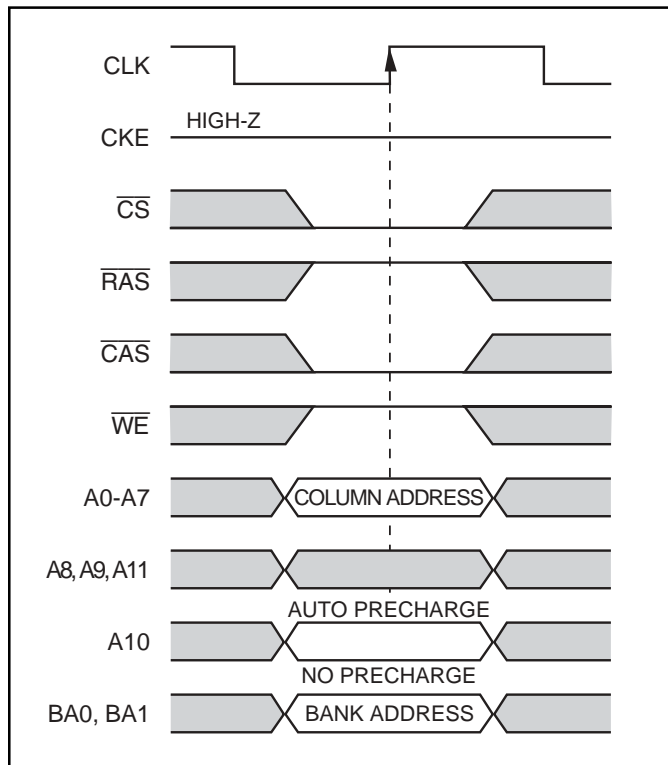 CLK
HIGH-Z
CKE
CS
RAS
CAS
WE
A0-A7 COLUMN ADDRESS
A8, A9, A11
AUTO PRECHARGE
A10
NO PRECHARGE
BA0, BA1 BANK ADDRESS